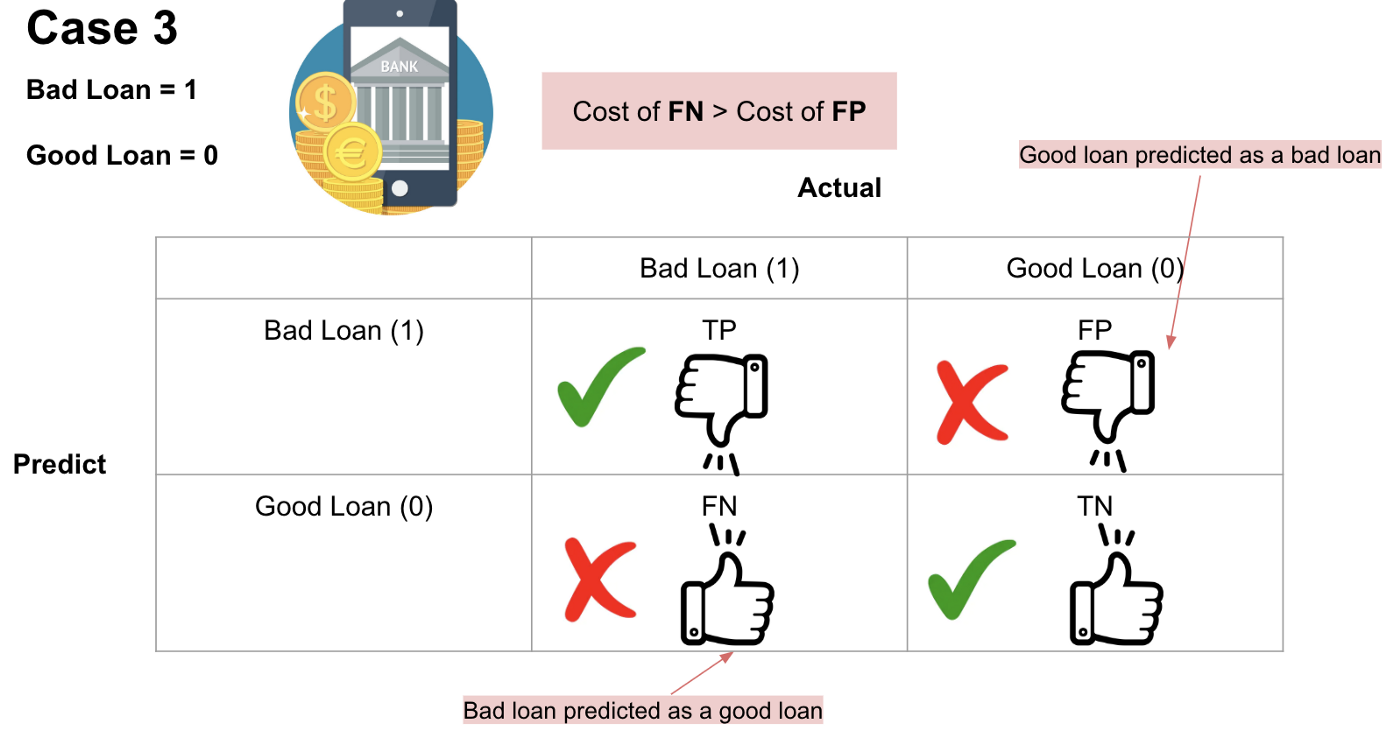 Case 3
Bad Loan = 1
Good Loan = 0
BANK
$
€
Cost of FN > Cost of FP
Good loan predicted as a bad loan
Actual
Bad Loan (1)
Good Loan (0)
Bad Loan (1)
TP
FP
Predict
Good Loan (0)
FN
TN
Bad loan predicted as a good loan